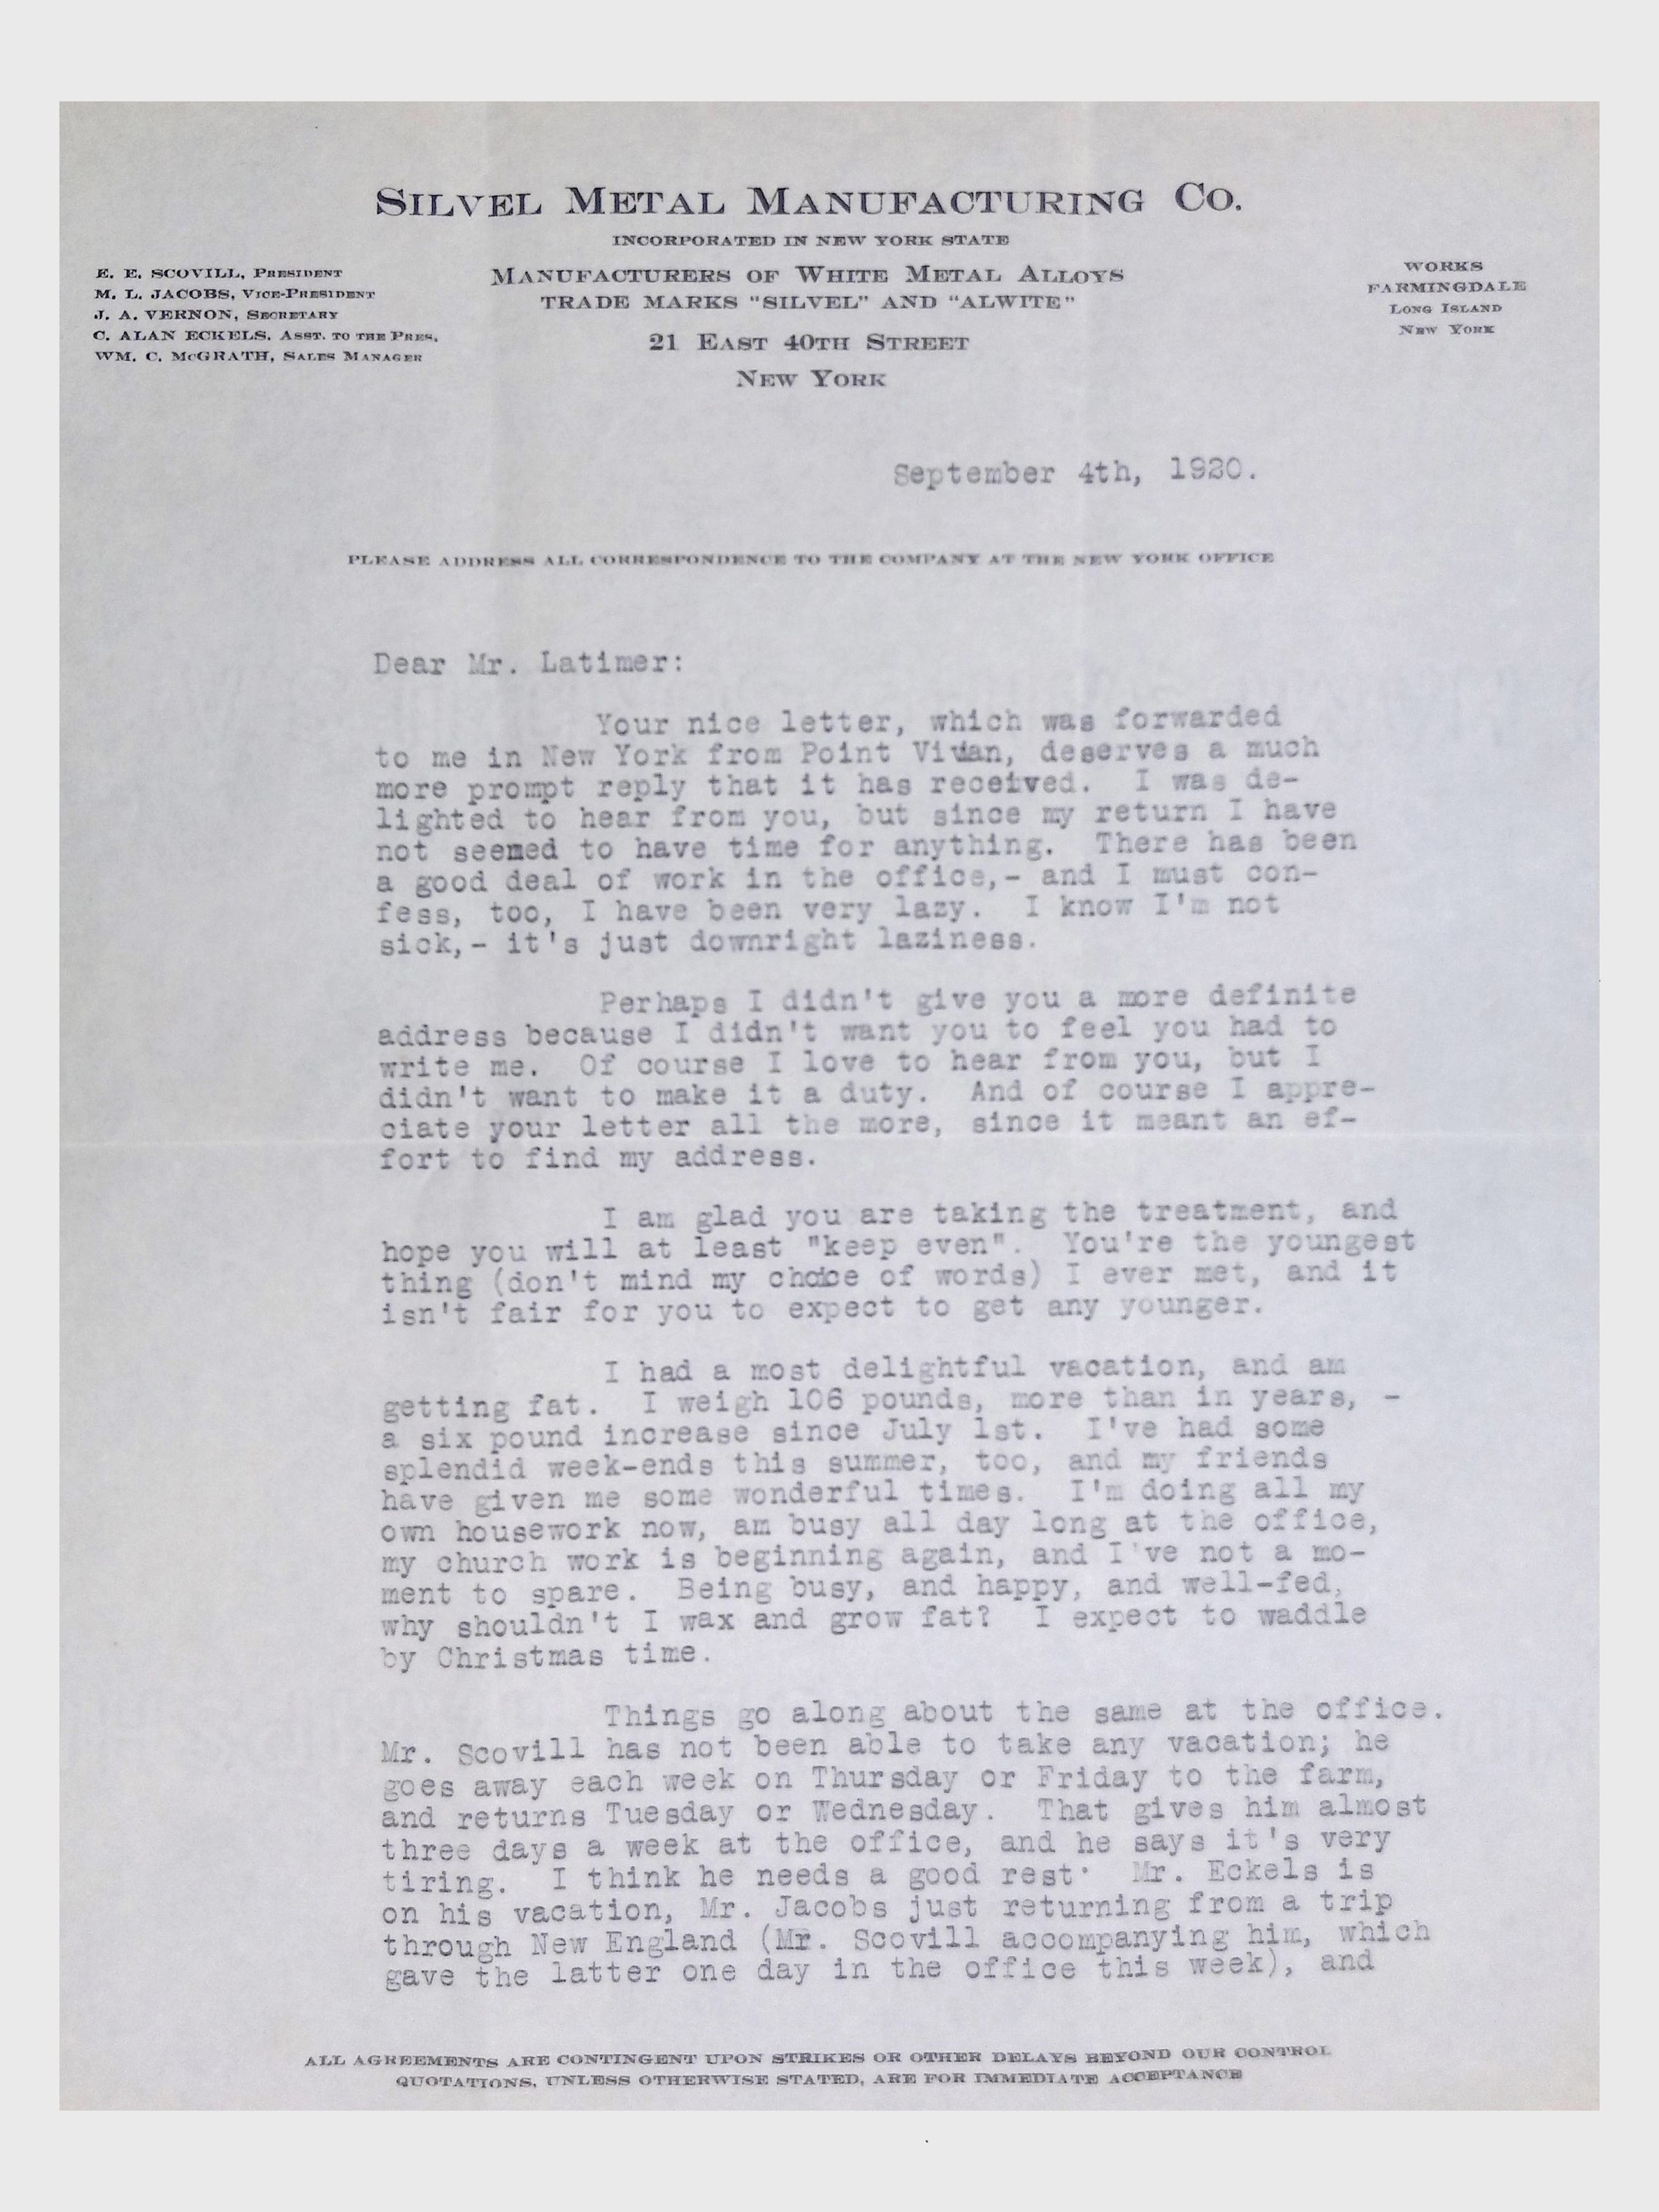 SILVEL METAL MANUFACTURING CO.
INCORPORATED IN NEW YORK STATE
E. E. SCOVILL, PRESIDENT
M. L. JACOBS, VICE-PRESIDENT
J. A. VERNON, SECRETARY
C. ALAN ECKELS, ASST. TO THE PRES.
WM. C. McGRATH, SALES MANAGER
MANUFACTURERS OF WHITE METAL ALLOYS
TRADE MARKS "SILVEL" AND "ALWITE"
21 EAST 40TH STREET
NEW YORK
WORKS
FARMINGDALE
LONG ISLAND
NEW YORK
September 4th, 1920.
PLEASE ADDRESS ALL CORRESPONDENCE TO THE COMPANY AT THE NEW YORK OFFICE
Dear Mr. Latimer:
Your nice letter, which was forwarded
to me in New York from Point Vivian, deserves a much
more prompt reply that it has received. I was de-
lighted to hear from you, but since my return I have
not seemed to have time for anything. There has been
a good deal of work in the office,- and I must con-
fess, too, I have been very lazy. I know I'm not
sick,- it's just downright laziness.
Perhaps I didn't give you a more definite
address because I didn't want you to feel you had to
write me. Of course I love to hear from you, but I
didn't want to make it a duty. And of course I appre-
ciate your letter all the more, since it meant an ef-
fort to find my address.
I am glad you are taking the treatment, and
hope you will at least "keep even". You're the youngest
thing (don't mind my choice of words) I ever met, and it
isn't fair for you to expect to get any younger.
I had a most delightful vacation, and am
getting fat. I weigh 106 pounds, more than in years, -
a six pound increase since July 1st. I've had some
splendid week-ends this summer, too, and my friends
have given me some wonderful times. I'm doing all my
own housework now, am busy all day long at the office,
my church work is beginning again, and I've not a mo-
ment to spare. Being busy, and happy, and well-fed,
why shouldn't I wax and grow fat? I expect to waddle
by Christmas time.
Things go along about the same at the office.
Mr. Scovill has not been able to take any vacation; he
goes away each week on Thursday or Friday to the farm,
and returns Tuesday or Wednesday. That gives him almost
three days a week at the office, and he says it's very
tiring. I think he needs a good rest. Mr. Eckels is
on his vacation, Mr. Jacobs just returning from a trip
through New England (Mr. Scovill accompanying him, which
gave the latter one day in the office this week), and
ALL AGREEMENTS ARE CONTINGENT UPON STRIKES OR OTHER DELAYS BEYOND OUR CONTROL
QUOTATIONS, UNLESS OTHERWISE STATED, ARE FOR IMMEDIATE ACCEPTANCE